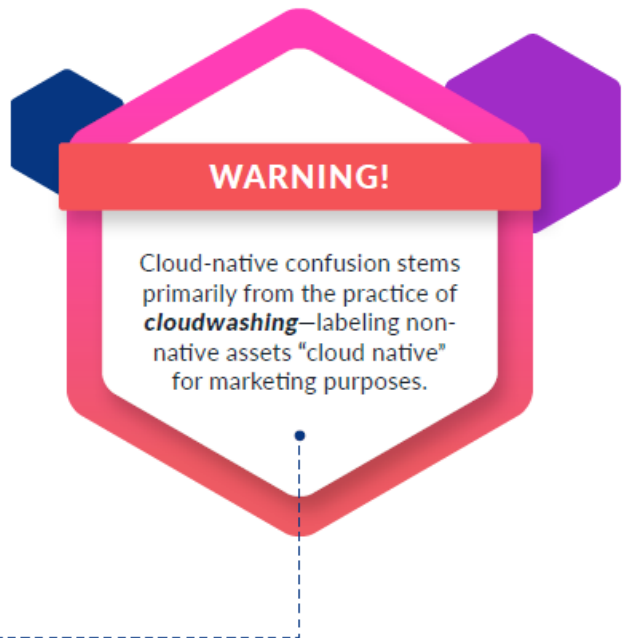 WARNING!
Cloud-native confusion stems
primarily from the practice of
cloudwashing—labeling non-
native assets “cloud native”
for marketing purposes.